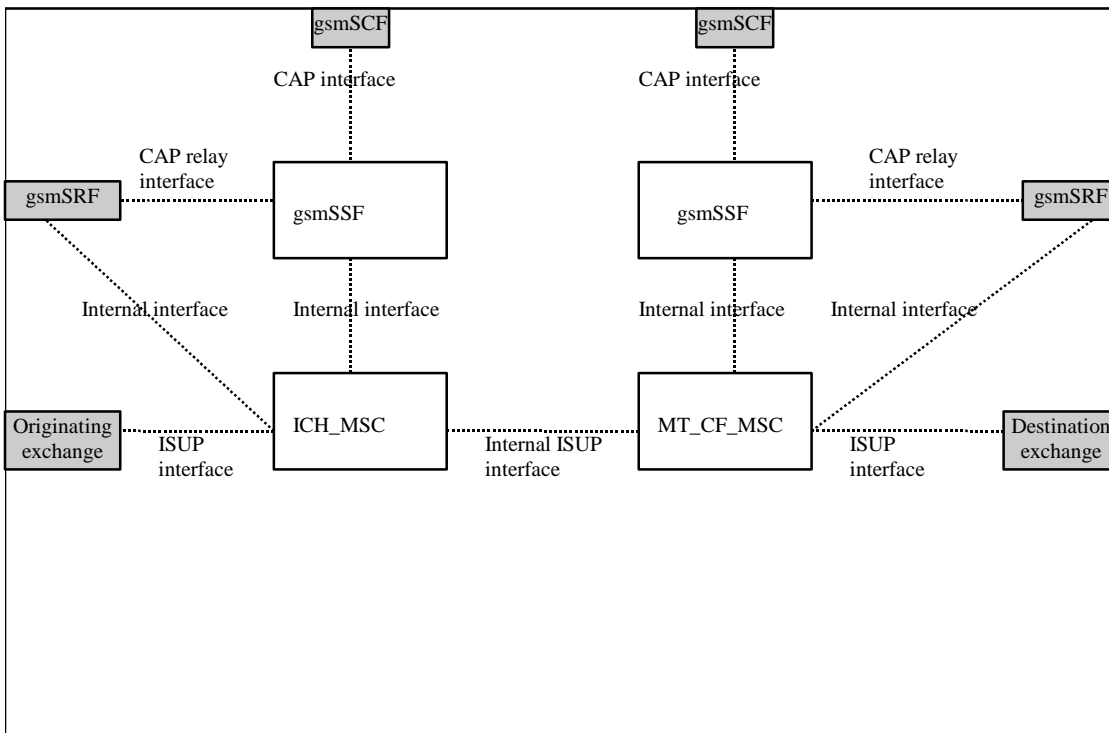 gsmSCF
gsmSCF
CAP interface
CAP interface
CAP relay
interface
CAP relay
interface
gsmSRF
gsmSSF
gsmSSF
gsmSRF
Internal interface
Internal interface
Internal interface
Internal interface
Originating
exchange
ISUP
interface
ICH_MSC
Internal ISUP
interface
MT_CF_MSC
ISUP
interface
Destination
exchange